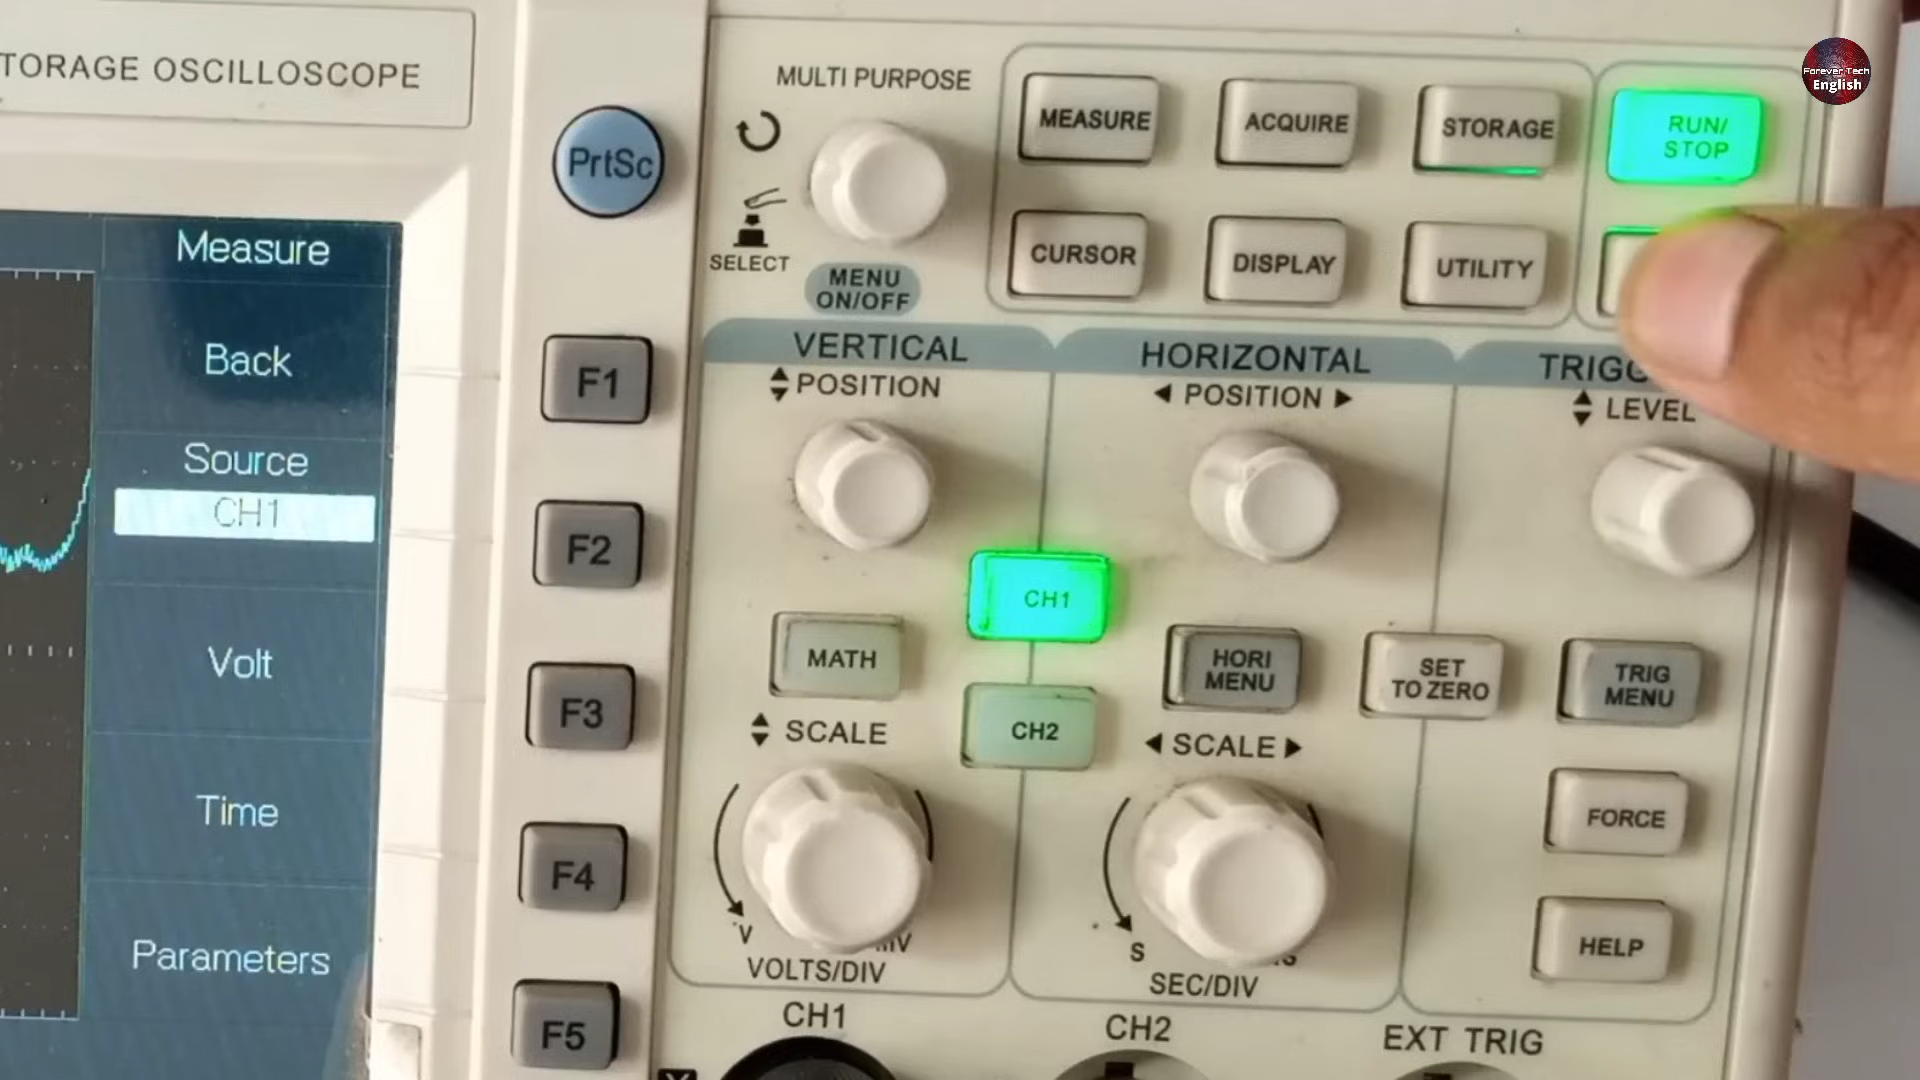 TORAGE OSCILLOSCOPE
PrtSc
MULTI PURPOSE
SELECT
MENU
ON/OFF
MEASURE
ACQUIRE
STORAGE
RUN/
STOP
CURSOR
DISPLAY
UTILITY
Forever Tech
English
Measure
Back
Source
CH1
Volt
Time
Parameters
F1
F2
F3
F4
F5
VERTICAL
POSITION
HORIZONTAL
POSITION
TRIGG
LEVEL
CH1
MATH
CH2
SCALE
HORI
MENU
SET
TO ZERO
TRIG
MENU
SCALE
FORCE
HELP
V
MV
VOLTS/DIV
S
SEC/DIV
CH1
CH2
EXT TRIG
X